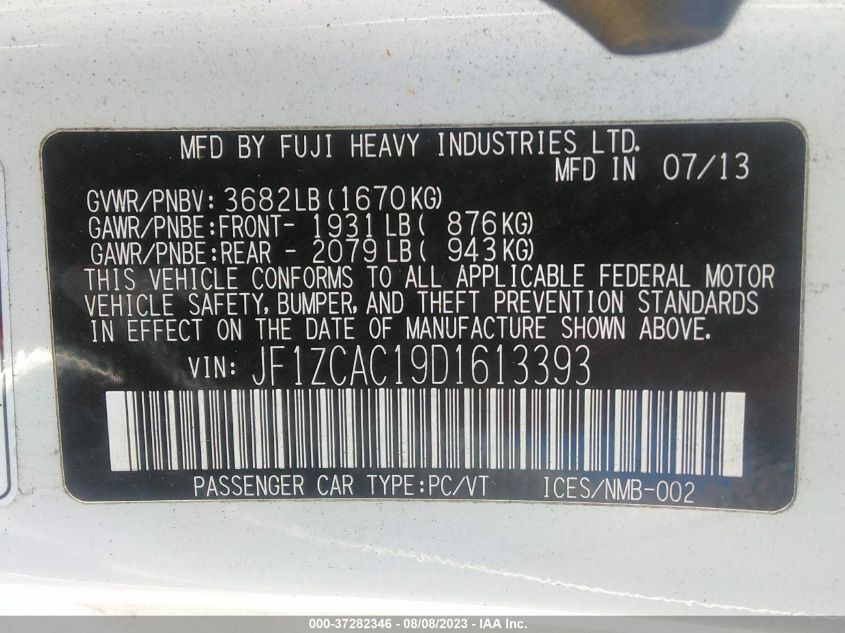 MFD BY FUJI HEAVY INDUSTRIES LTD.
MFD IN 07/13
GVWR/PNBV: 3682LB(1670KG)
GAWR/PNBE:FRONT- 1931LB( 876KG)
GAWR/PNBE:REAR - 2079LB( 943KG)
THIS VEHICLE CONFORMS TO ALL APPLICABLE FEDERAL MOTOR
VEHICLE SAFETY, BUMPER, AND THEFT PREVENTION STANDARDS
IN EFFECT ON THE DATE OF MANUFACTURE SHOWN ABOVE.
VIN: JF1ZCAC19D1613393
PASSENGER CAR TYPE:PC/VT ICES/NMB-002
000-37282346 - 08/08/2023 - IAA Inc.